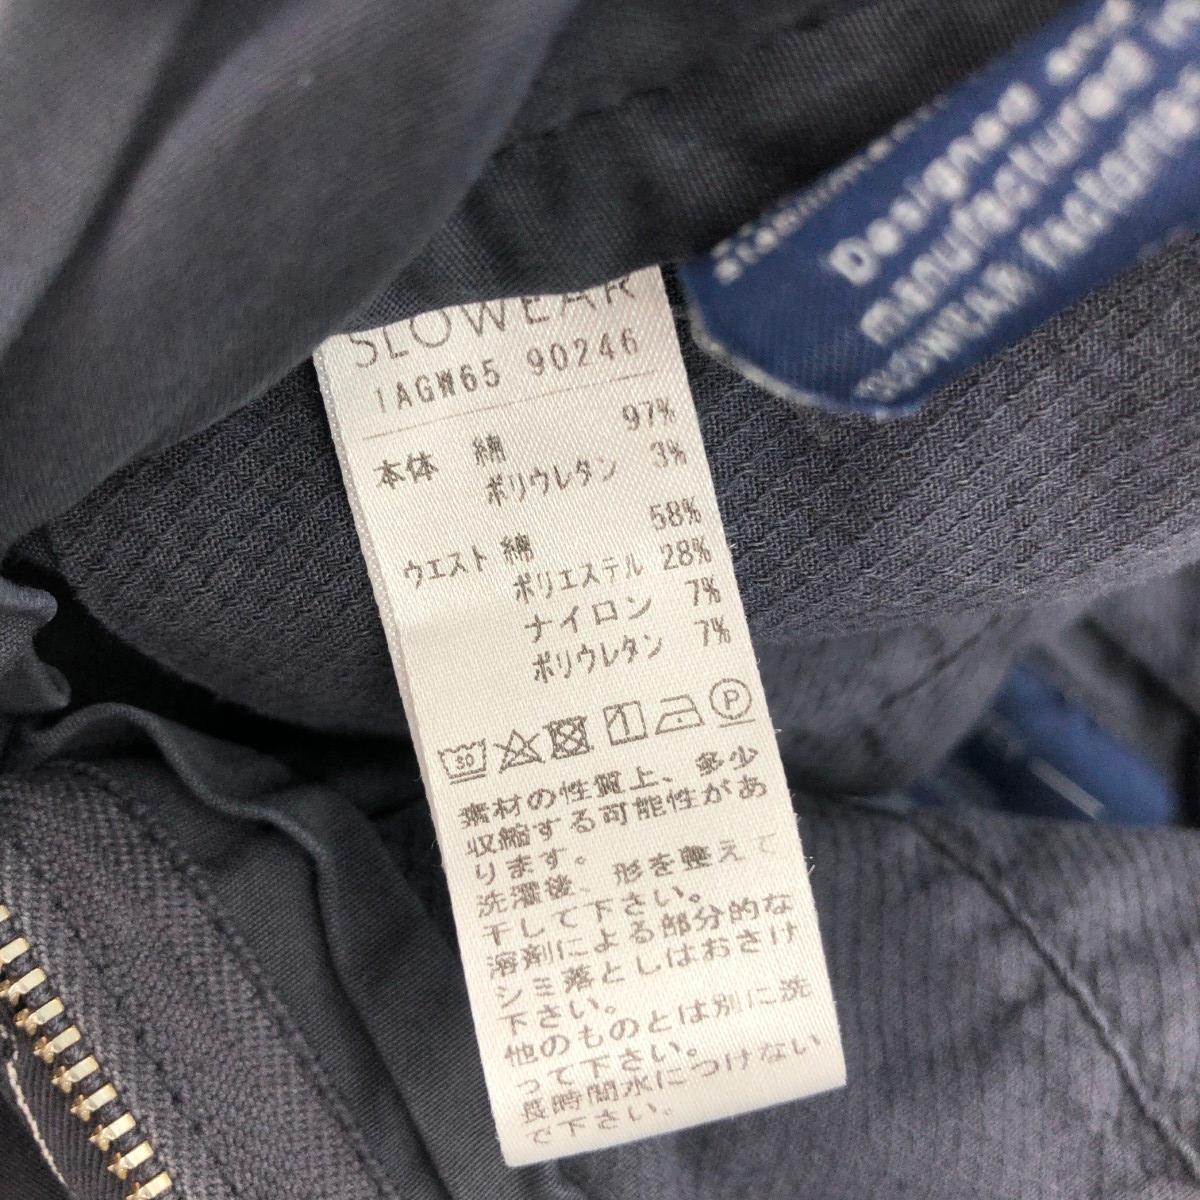 SLOWEAR
1AGW65 90246
本体 綿 97%
ポリウレタン 3%
ウエスト 綿 58%
ポリエステル 28%
ナイロン 7%
ポリウレタン 7%
30 1 P
素材の性質上、多少
収縮する可能性があ
ります。
洗濯後、形を整えて
干して下さい。
溶剤による部分的な
シミ落としはおさけ
下さい。
他のものとは別に洗
って下さい。
長時間水につけない
で下さい。
Designed and
manufactured
SLOWEAR